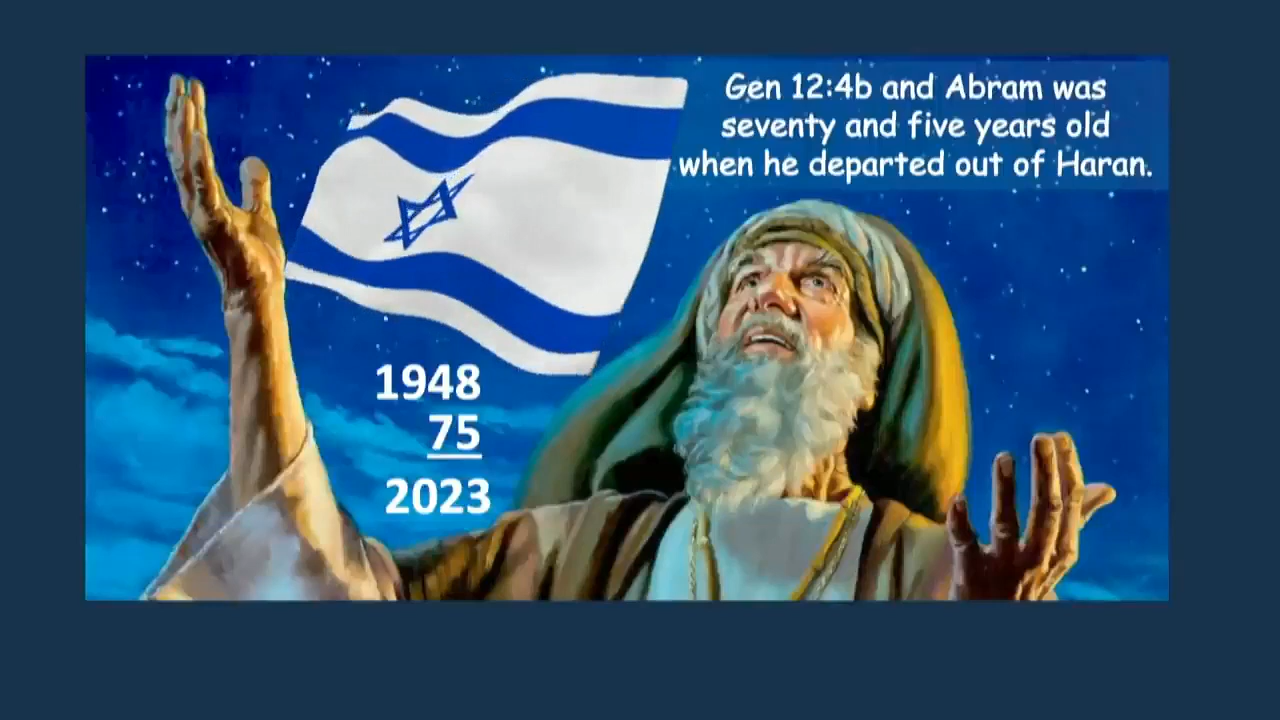 Gen 12:4b and Abram was
seventy and five years old
when he departed out of Haran.
1948
75
2023